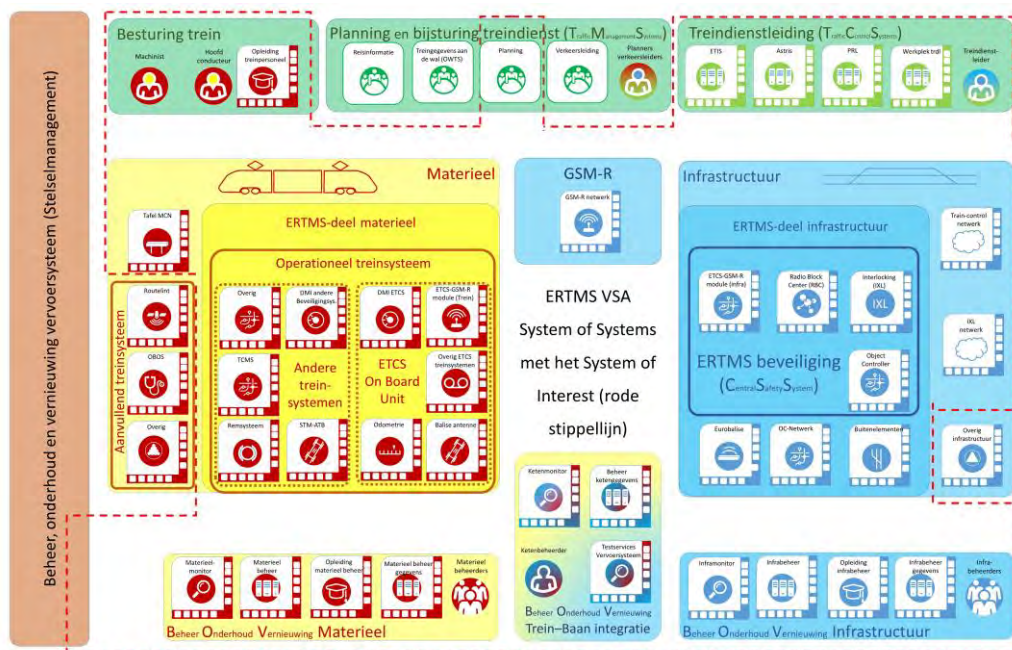 Beheer, onderhoud en vernieuwing vervoersysteem (Stelselmanagement)
Besturing trein
Machinist
Hoofd
conducteur
Opleiding
treinpersoneel
Planning en bijsturing treindienst (TrafficManagementSystems)
Reisinformatie
Treingegevens aan
de wal (OWTS)
Planning
Verkeersleiding
Planners
verkeersleiders
Treindienstleiding (TrafficControlSystems)
ETIS
Astris
PRL
Werkplek trdl
Treindienst-
leider
Materieel
Tafel MCN
ERTMS-deel materieel
Operationeel treinsysteem
Aanvullend treinsysteem
Routelint
OBOS
Overig
Overig
DMI andere
Beveiligingsys.
DMI ETCS
ETCS-GSM-R
module (Trein)
TCMS
Andere
trein-
systemen
ETCS
On Board
Unit
Overig ETCS
treinsystemen
Remsysteem
STM-ATB
Odometrie
Balise antenne
GSM-R
GSM-R netwerk
ERTMS VSA
System of Systems
met het System of
Interest (rode
stippellijn)
Infrastructuur
ERTMS-deel infrastructuur
ETCS-GSM-R
module (infra)
Radio Block
Center (RBC)
Interlocking
(IXL)
IXL
ERTMS beveiliging
(CentralSafetySystem)
Object
Controller
Eurobalise
OC-Netwerk
Buitenelementen
Train-control
netwerk
IXL
netwerk
Overig
infrastructuur
Ketenmonitor
Beheer
ketengegevens
Ketenbeheerder
Testservices
Vervoersysteem
Beheer Onderhoud Vernieuwing
Trein–Baan integratie
Materieel-
monitor
Materieel
beheer
Opleiding
materieel beheer
Materieel beheer
gegevens
Materieel
beheerders
Beheer Onderhoud Vernieuwing Materieel
Inframonitor
Infrabeheer
Opleiding
infrabeheer
Infrabeheer
gegevens
Infra-
beheerders
Beheer Onderhoud Vernieuwing Infrastructuur